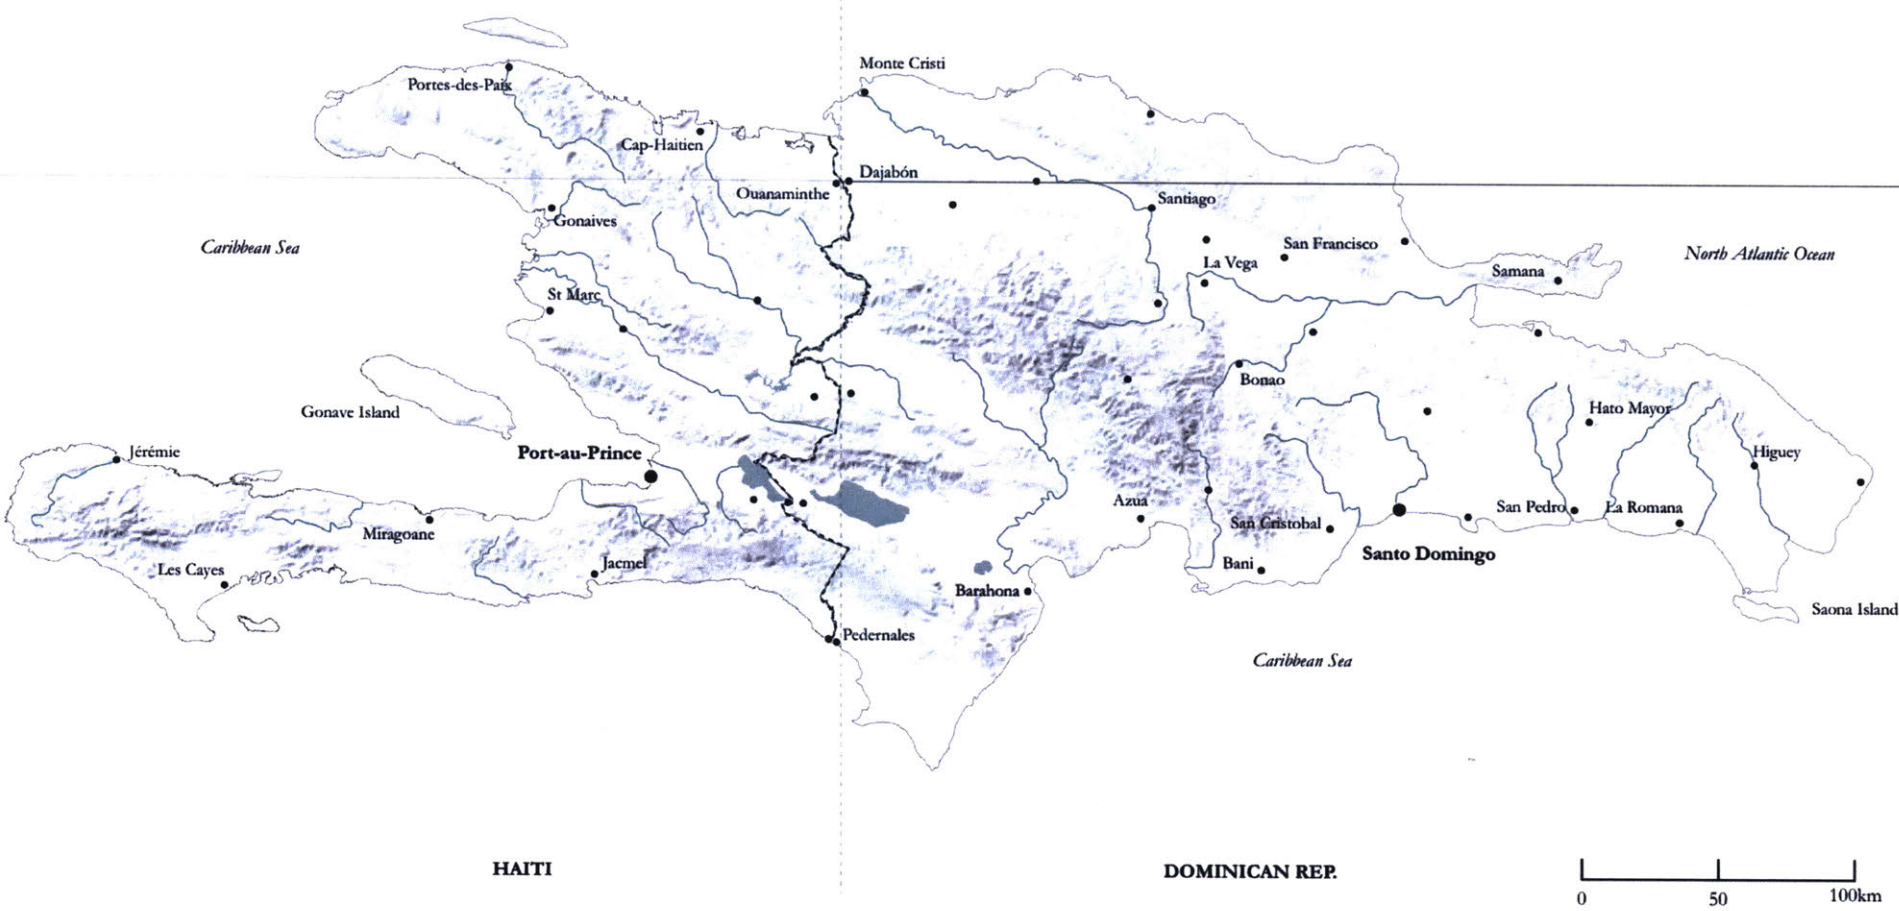 Monte Cristi
Portes-des-Paix
Cap-Haitien
Dajabón
Ouanaminthe
Santiago
Gonaives
Caribbean Sea
San Francisco
North Atlantic Ocean
La Vega
Samana
St Marc
Bonao
Gonave Island
Hato Mayor
Jérémie
Port-au-Prince
Higuey
Azua
San Pedro
La Romana
San Cristobal
Miragoane
Santo Domingo
Jacmel
Bani
Les Cayes
Barahona
Saona Island
Pedernales
Caribbean Sea
HAITI
DOMINICAN REP.
0
50
100km